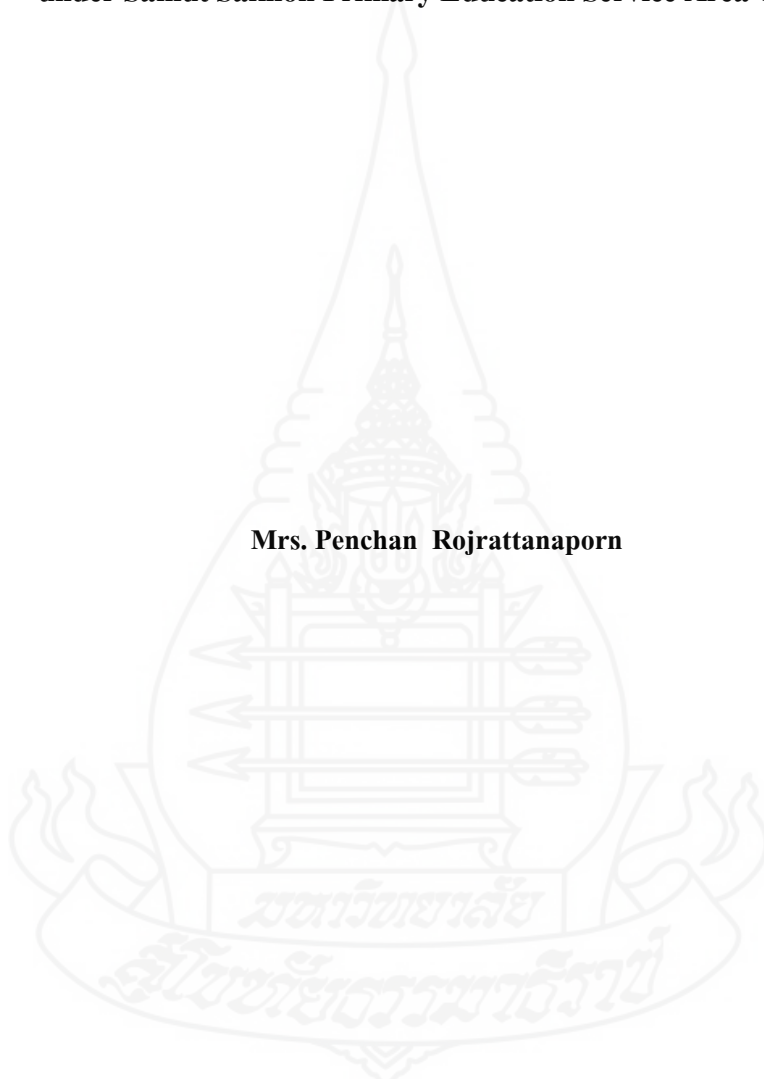 under Samut Sakhon Primary Education Service Area
Mrs. Penchan Rojrattanaporn
มหาวิทยาลัย
สุโขทัยธรรมาธิราช